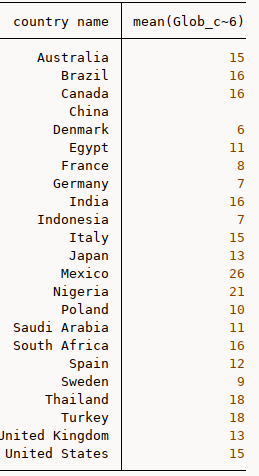 country name mean(Glob_c~6)
Australia 15
Brazil 16
Canada 16
China
Denmark 6
Egypt 11
France 8
Germany 7
India 16
Indonesia 7
Italy 15
Japan 13
Mexico 26
Nigeria 21
Poland 10
Saudi Arabia 11
South Africa 16
Spain 12
Sweden 9
Thailand 18
Turkey 18
United Kingdom 13
United States 15